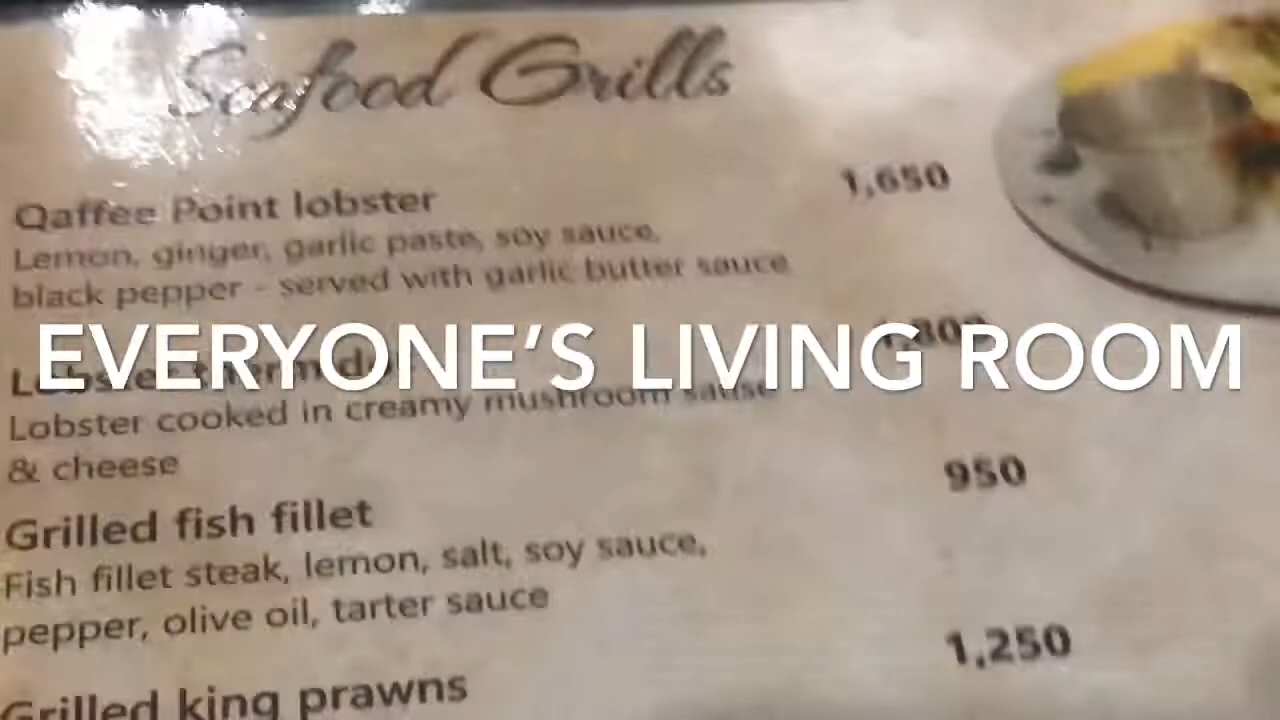 Seafood Grills
Qaffee Point lobster 1,650
Lemon, ginger, garlic paste, soy sauce,
black pepper - served with garlic butter sauce
EVERYONE'S LIVING ROOM
Lobster
Lobster cooked in creamy mushroom sause
& cheese
Grilled fish fillet 950
Fish fillet steak, lemon, salt, soy sauce,
pepper, olive oil, tarter sauce
Grilled king prawns 1,250